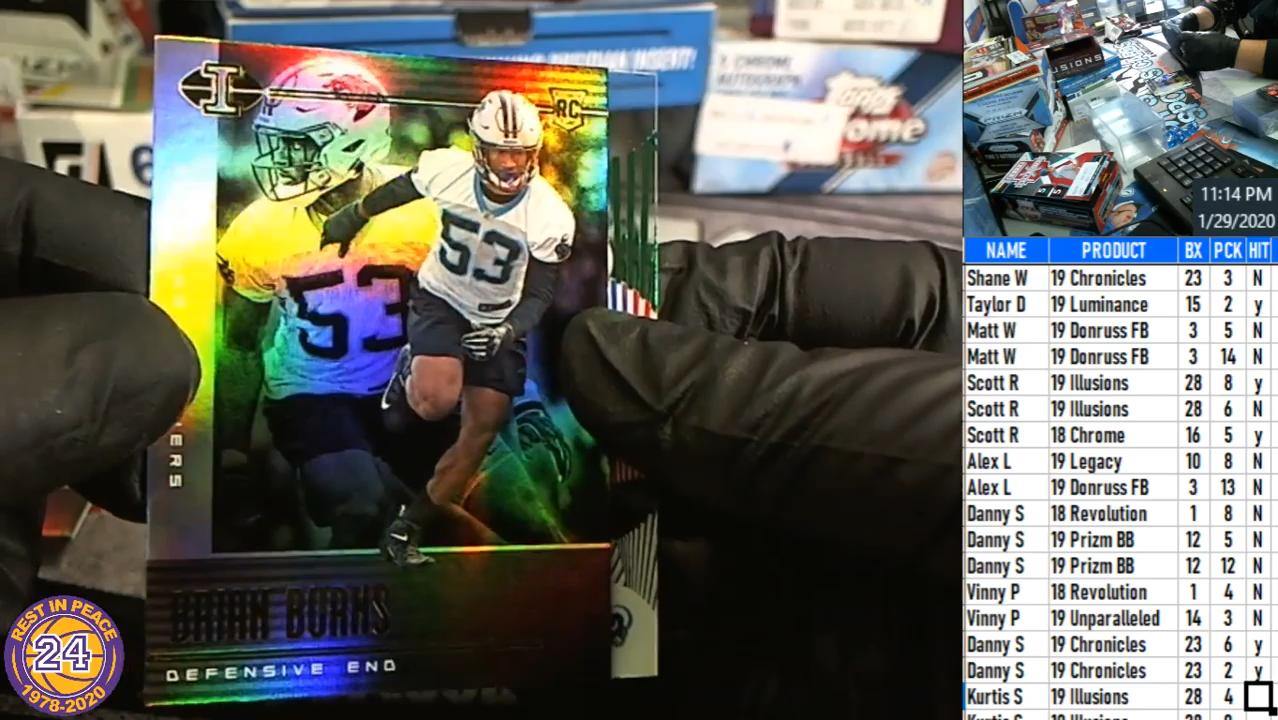 I
RC
53
53
ERS
BRIAN BURNS
DEFENSIVE END
REST IN PEACE
24
1978-2020
Topps
CHROME
AUTOGRAPH
11:14 PM
1/29/2020
NAME PRODUCT BX PCK HIT
Shane W 19 Chronicles 23 3 N
Taylor D 19 Luminance 15 2 y
Matt W 19 Donruss FB 3 5 N
Matt W 19 Donruss FB 3 14 N
Scott R 19 Illusions 28 8 y
Scott R 19 Illusions 28 6 N
Scott R 18 Chrome 16 5 y
Alex L 19 Legacy 10 8 N
Alex L 19 Donruss FB 3 13 N
Danny S 18 Revolution 1 8 N
Danny S 19 Prizm BB 12 5 N
Danny S 19 Prizm BB 12 12 N
Vinny P 18 Revolution 1 4 N
Vinny P 19 Unparalleled 14 3 N
Danny S 19 Chronicles 23 6 y
Danny S 19 Chronicles 23 2 y
Kurtis S 19 Illusions 28 4